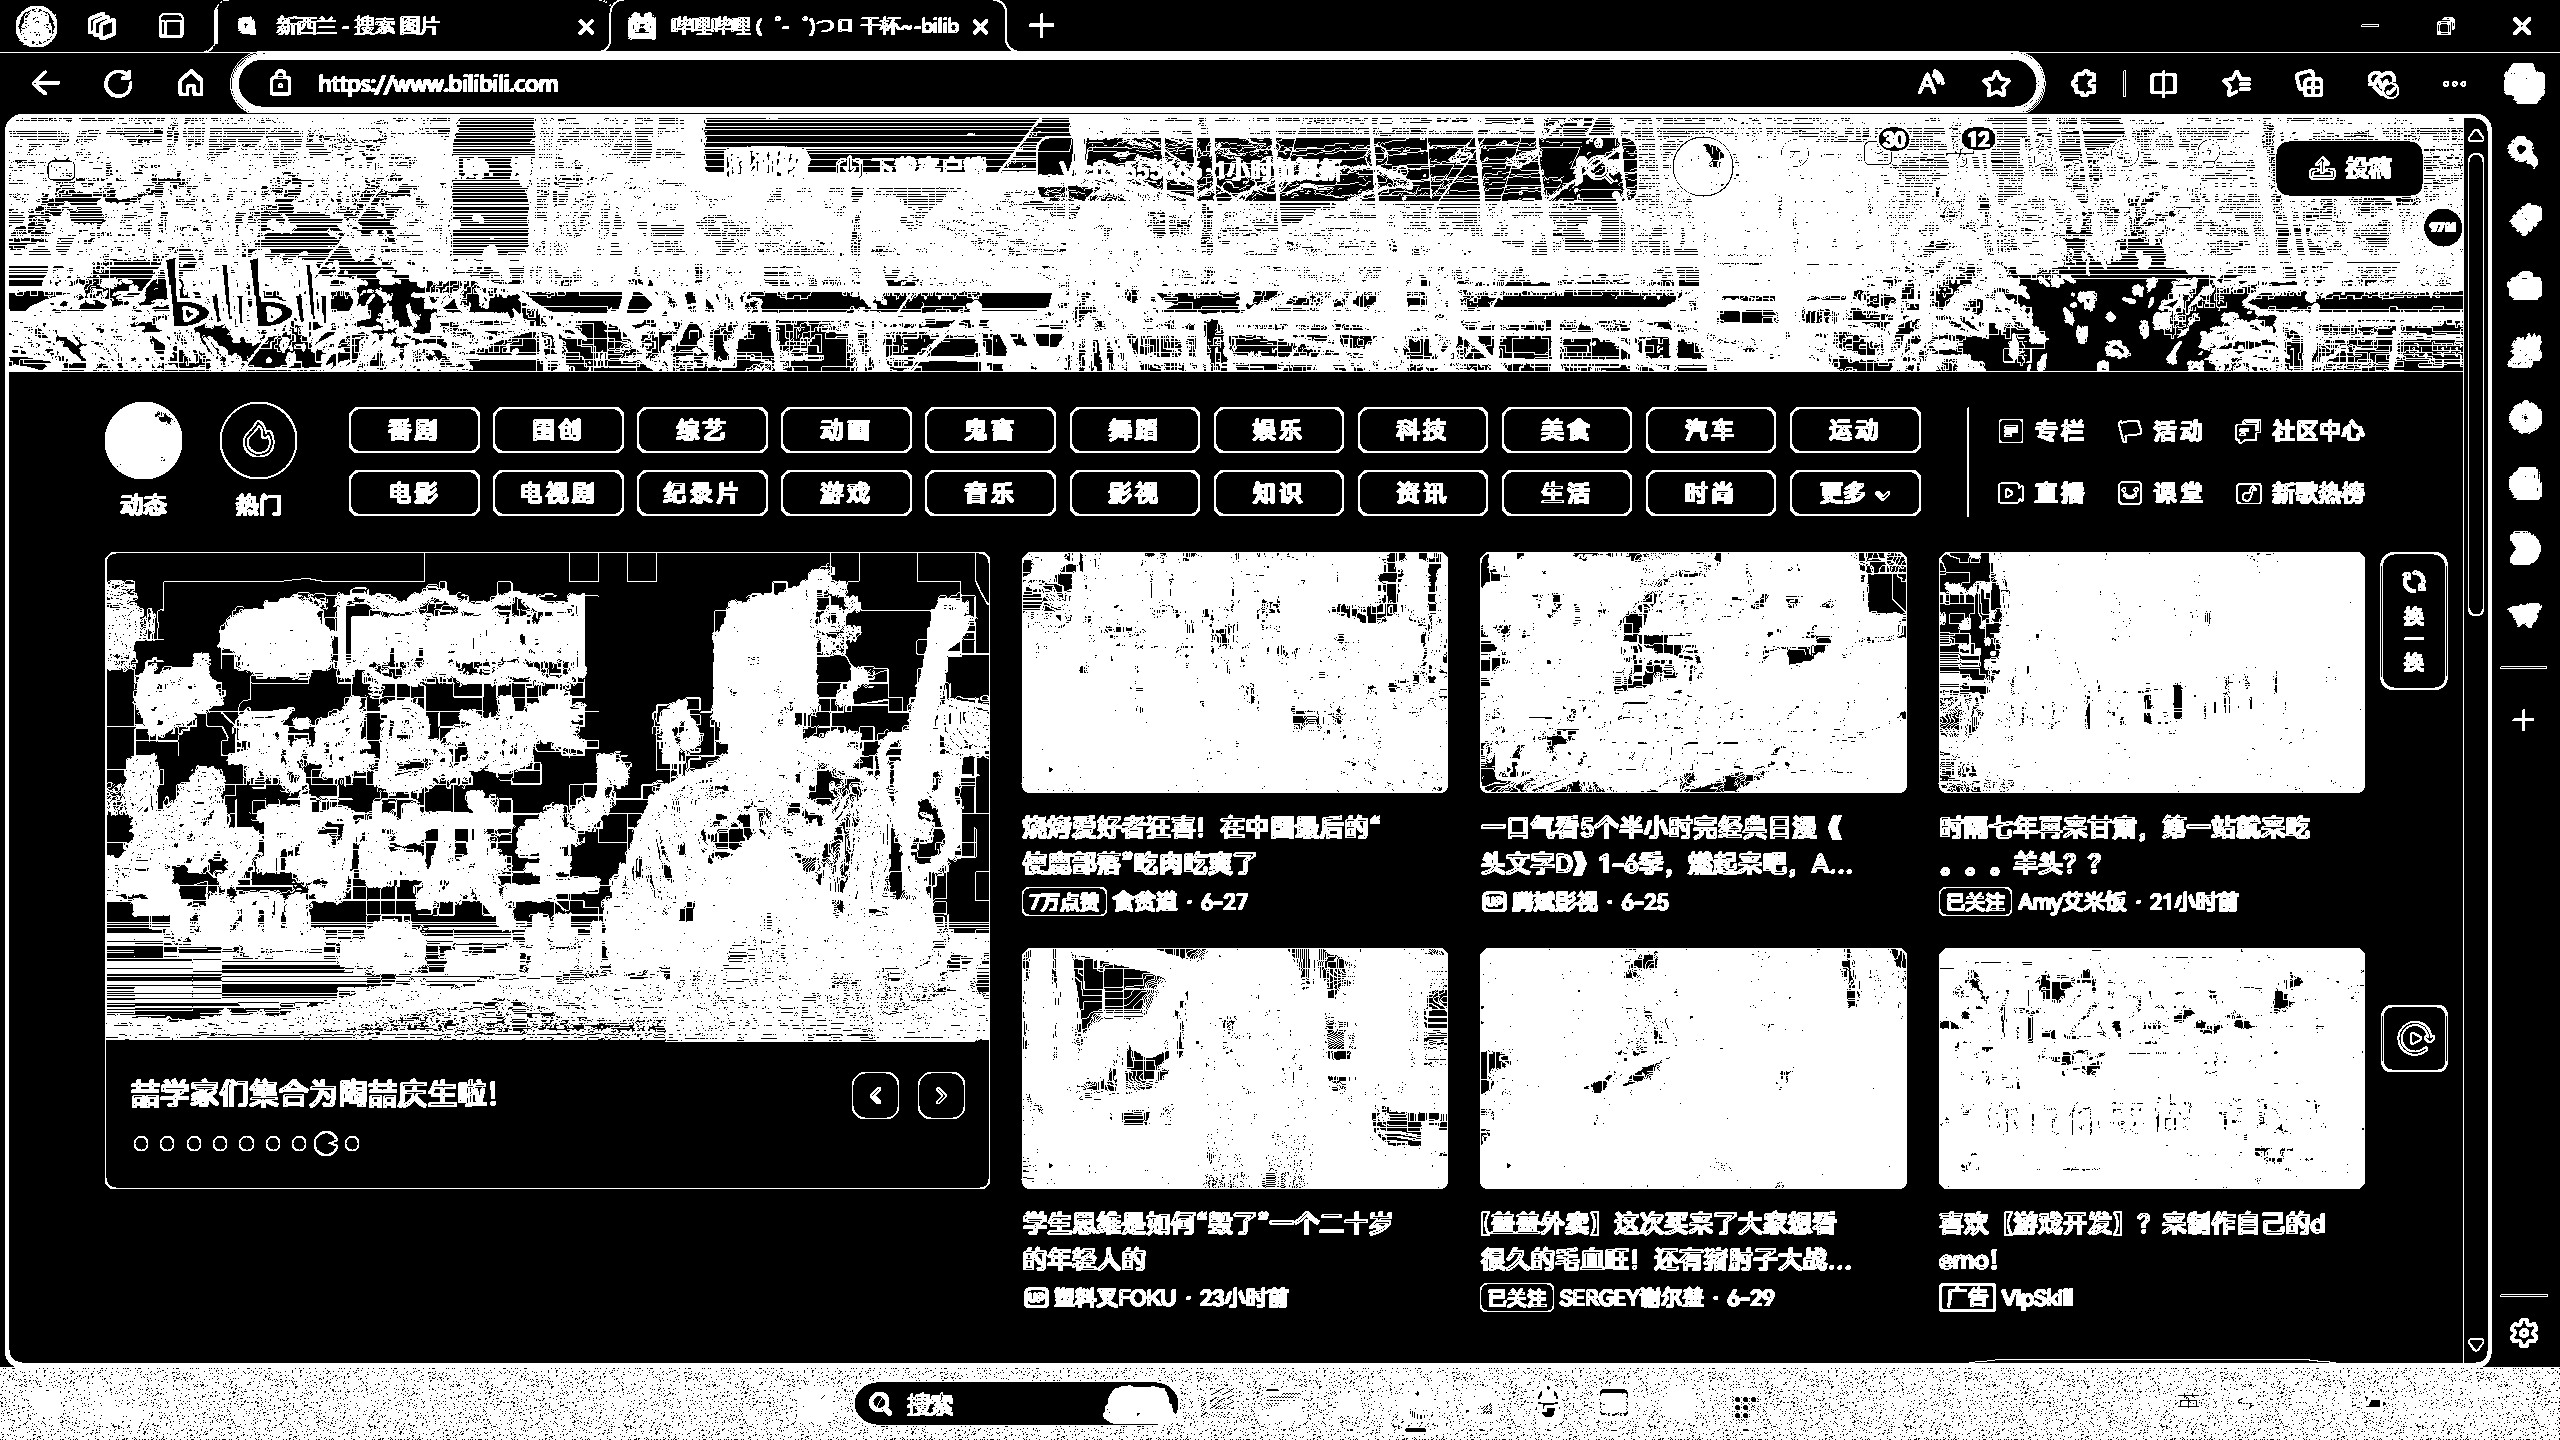 新西兰 - 搜索 图片
哔哩哔哩 ( ゜- ゜)つロ 干杯~-bilib
https://www.bilibili.com
30
12
下载客户端
1小时前更新
投稿
bilibili
番剧 国创 综艺 动画 鬼畜 舞蹈 娱乐 科技 美食 汽车 运动
专栏 活动 社区中心
动态 热门
电影 电视剧 纪录片 游戏 音乐 影视 知识 资讯 生活 时尚 更多
直播 课堂 新歌热榜
换一换
烧烤爱好者狂喜！在中国最后的“
使鹿部落”吃肉吃爽了
7万点赞 食贫道 · 6-27
一口气看5个半小时完经典日漫《
头文字D》1-6季，燃起来吧，A...
UP 腾斌影视 · 6-25
时隔七年再来甘肃，第一站就来吃
。。。羊头？？
已关注 Amy艾米饭 · 21小时前
喆学家们集合为陶喆庆生啦！
学生思维是如何“毁了”一个二十岁
的年轻人的
UP 塑料叉FOKU · 23小时前
〖益益外卖〗这次买来了大家想看
很久的毛血旺！还有猪肘子大战...
已关注 SERGEY谢尔盖 · 6-29
喜欢〖游戏开发〗？来制作自己的d
emo!
广告 VipSkill
搜索